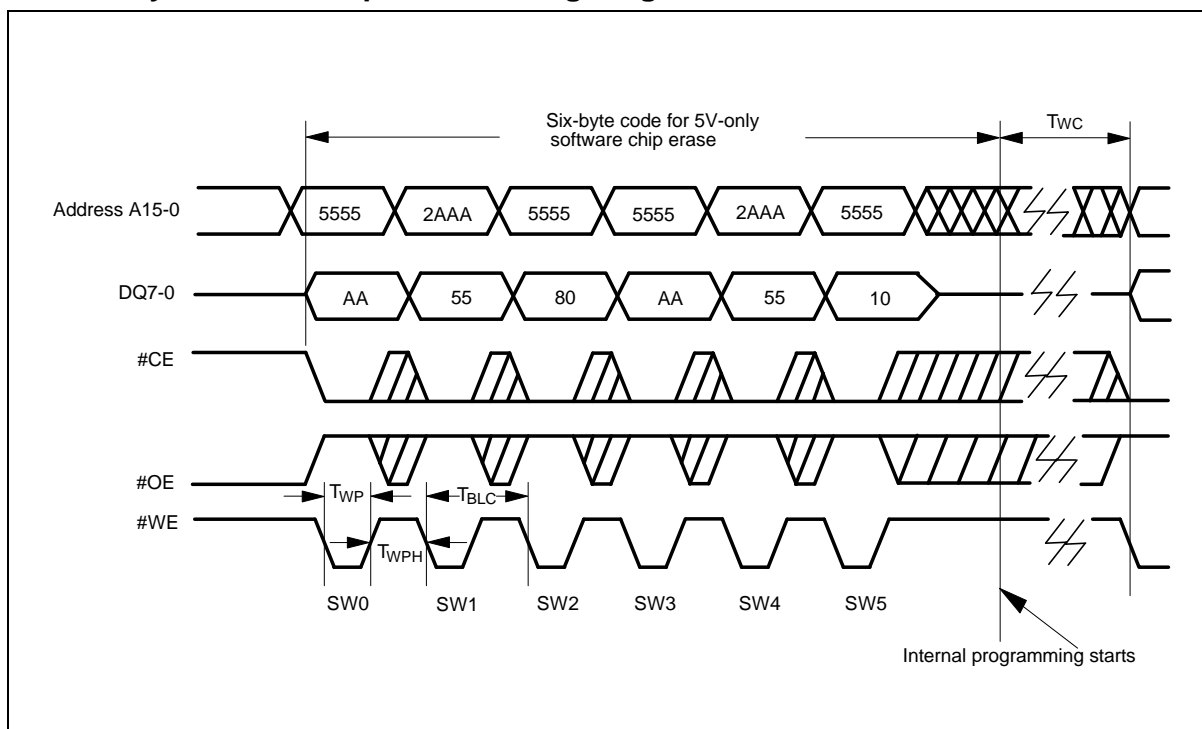 Six-byte code for 5V-only
software chip erase
TWC
Address A15-0
5555
2AAA
5555
5555
2AAA
5555
DQ7-0
AA
55
80
AA
55
10
#CE
#OE
TWP
TBLC
#WE
TWPH
SW0
SW1
SW2
SW3
SW4
SW5
Internal programming starts